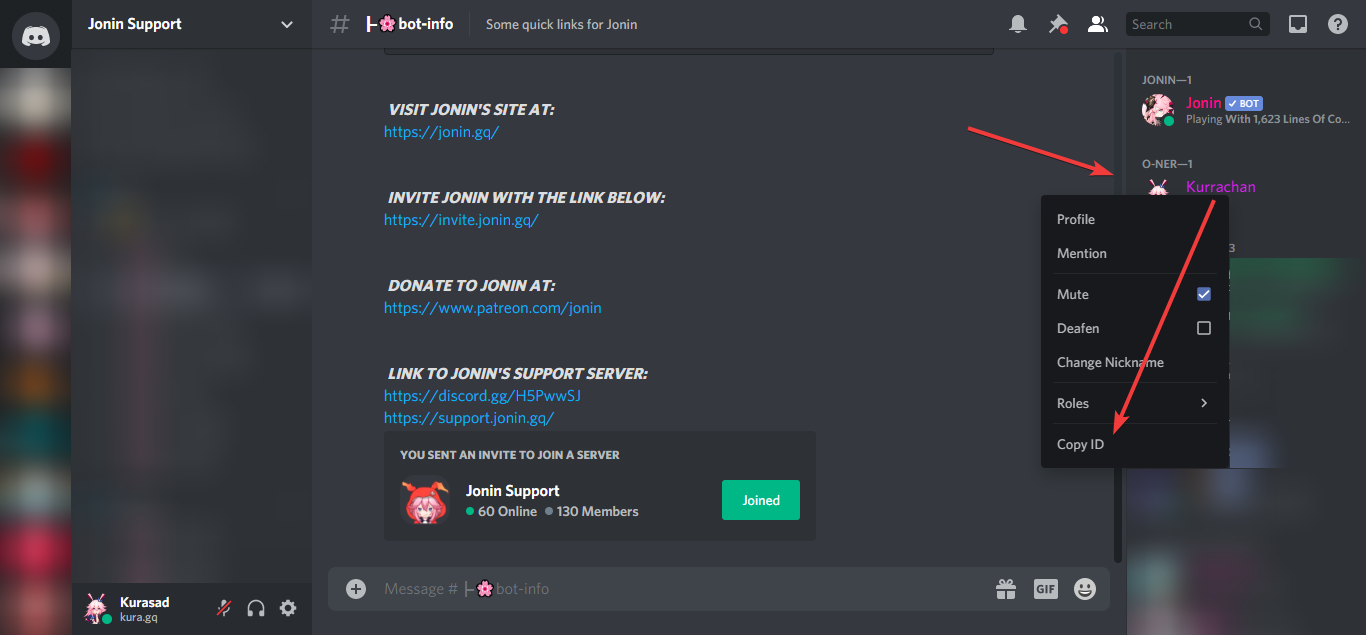 Jonin Support
# ├🌸bot-info
Some quick links for Jonin
Search
VISIT JONIN'S SITE AT:
https://jonin.gq/
INVITE JONIN WITH THE LINK BELOW:
https://invite.jonin.gq/
DONATE TO JONIN AT:
https://www.patreon.com/jonin
LINK TO JONIN'S SUPPORT SERVER:
https://discord.gg/H5PwwSJ
https://support.jonin.gq/
YOU SENT AN INVITE TO JOIN A SERVER
Jonin Support
60 Online 130 Members
Joined
Message # ├🌸bot-info
GIF
Kurasad
kura.gq
JONIN—1
Jonin ✓ BOT
Playing With 1,623 Lines Of Co...
O-NER—1
Kurrachan
3
Profile
Mention
Mute
Deafen
Change Nickname
Roles
Copy ID